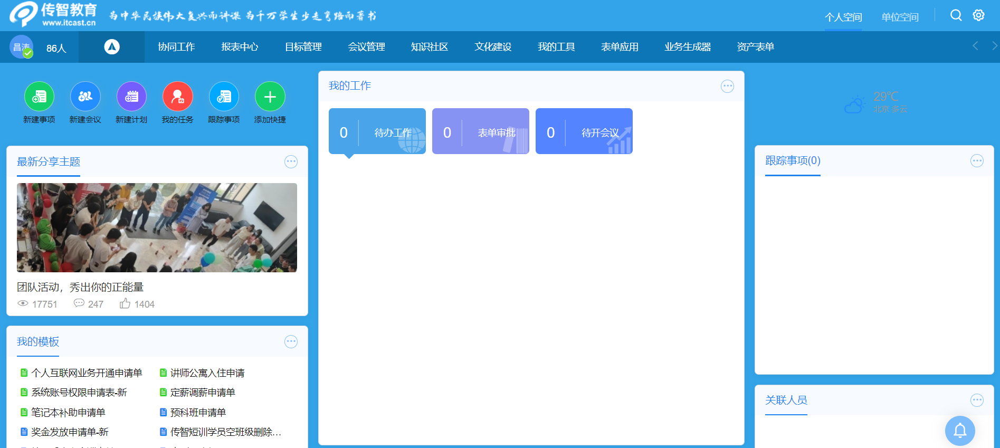 传智教育
www.itcast.cn
为中华民族伟大复兴而讲课 为千万学生少走弯路而著书
个人空间 单位空间
昌涛 86人 协同工作 报表中心 目标管理 会议管理 知识社区 文化建设 我的工具 表单应用 业务生成器 资产表单
新建事项 新建会议 新建计划 我的任务 跟踪事项 添加快捷
最新分享主题
团队活动，秀出你的正能量
17751 247 1404
我的模板
个人互联网业务开通申请单 讲师公寓入住申请
系统账号权限申请表-新 定薪调薪申请单
笔记本补助申请单 预科班申请单
奖金发放申请单-新 传智短训学员空班级删除...
我的工作
0 待办工作 0 表单审批 0 待开会议
29℃
北京 多云
跟踪事项(0)
关联人员